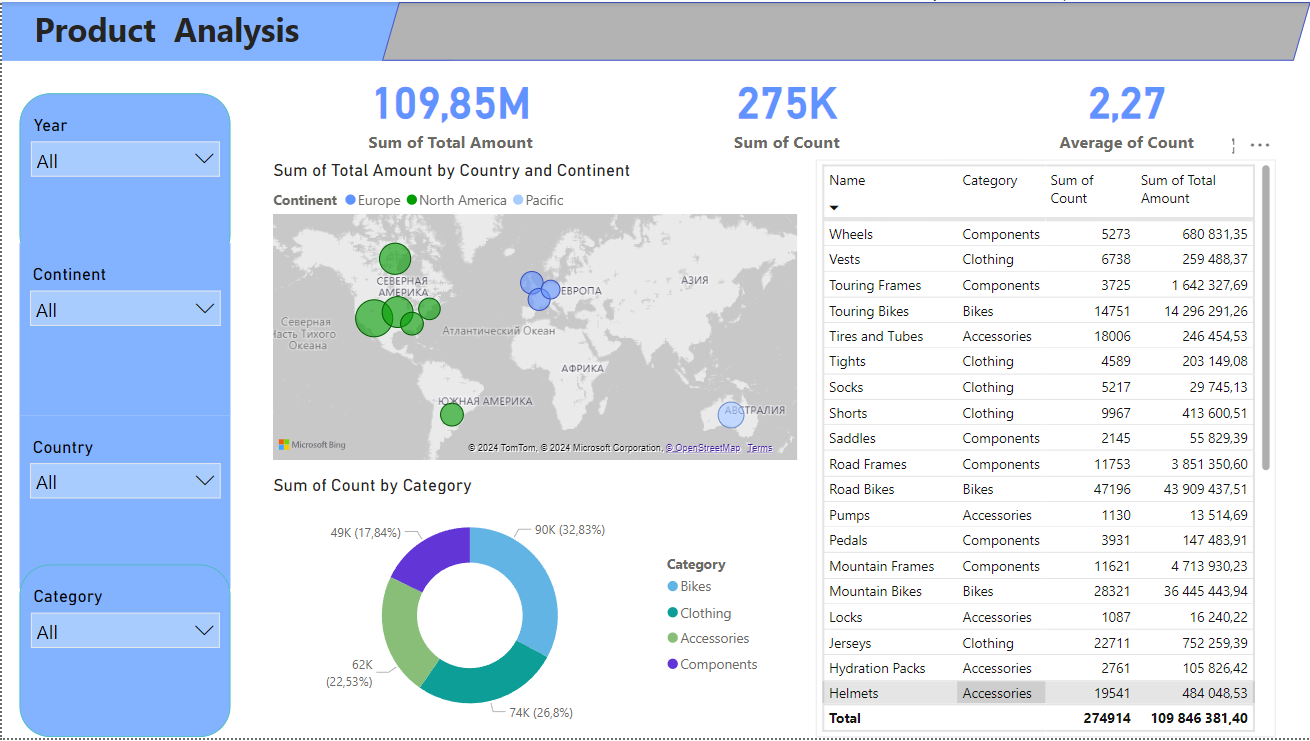 Product Analysis
109,85M
Sum of Total Amount
275K
Sum of Count
2,27
Average of Count
Year
All
Continent
All
Country
All
Category
All
Sum of Total Amount by Country and Continent
Continent Europe North America Pacific
СЕВЕРНАЯ
АМЕРИКА
ЕВРОПА
АЗИЯ
Северная
часть Тихого
Океана
Атлантический Океан
АФРИКА
ЮЖНАЯ АМЕРИКА
АВСТРАЛИЯ
Microsoft Bing
© 2024 TomTom, © 2024 Microsoft Corporation, © OpenStreetMap Terms
Sum of Count by Category
49K (17,84%)
90K (32,83%)
62K
(22,53%)
74K (26,8%)
Category
Bikes
Clothing
Accessories
Components
Name Category Sum of Count Sum of Total Amount
Wheels Components 5273 680 831,35
Vests Clothing 6738 259 488,37
Touring Frames Components 3725 1 642 327,69
Touring Bikes Bikes 14751 14 296 291,26
Tires and Tubes Accessories 18006 246 454,53
Tights Clothing 4589 203 149,08
Socks Clothing 5217 29 745,13
Shorts Clothing 9967 413 600,51
Saddles Components 2145 55 829,39
Road Frames Components 11753 3 851 350,60
Road Bikes Bikes 47196 43 909 437,51
Pumps Accessories 1130 13 514,69
Pedals Components 3931 147 483,91
Mountain Frames Components 11621 4 713 930,23
Mountain Bikes Bikes 28321 36 445 443,94
Locks Accessories 1087 16 240,22
Jerseys Clothing 22711 752 259,39
Hydration Packs Accessories 2761 105 826,42
Helmets Accessories 19541 484 048,53
Total 274914 109 846 381,40